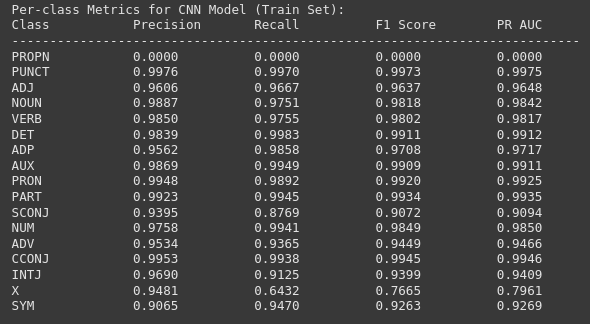 Per-class Metrics for CNN Model (Train Set):
Class Precision Recall F1 Score PR AUC
---------------------------------------------------------------------------
PROPN 0.0000 0.0000 0.0000 0.0000
PUNCT 0.9976 0.9970 0.9973 0.9975
ADJ 0.9606 0.9667 0.9637 0.9648
NOUN 0.9887 0.9751 0.9818 0.9842
VERB 0.9850 0.9755 0.9802 0.9817
DET 0.9839 0.9983 0.9911 0.9912
ADP 0.9562 0.9858 0.9708 0.9717
AUX 0.9869 0.9949 0.9909 0.9911
PRON 0.9948 0.9892 0.9920 0.9925
PART 0.9923 0.9945 0.9934 0.9935
SCONJ 0.9395 0.8769 0.9072 0.9094
NUM 0.9758 0.9941 0.9849 0.9850
ADV 0.9534 0.9365 0.9449 0.9466
CCONJ 0.9953 0.9938 0.9945 0.9946
INTJ 0.9690 0.9125 0.9399 0.9409
X 0.9481 0.6432 0.7665 0.7961
SYM 0.9065 0.9470 0.9263 0.9269